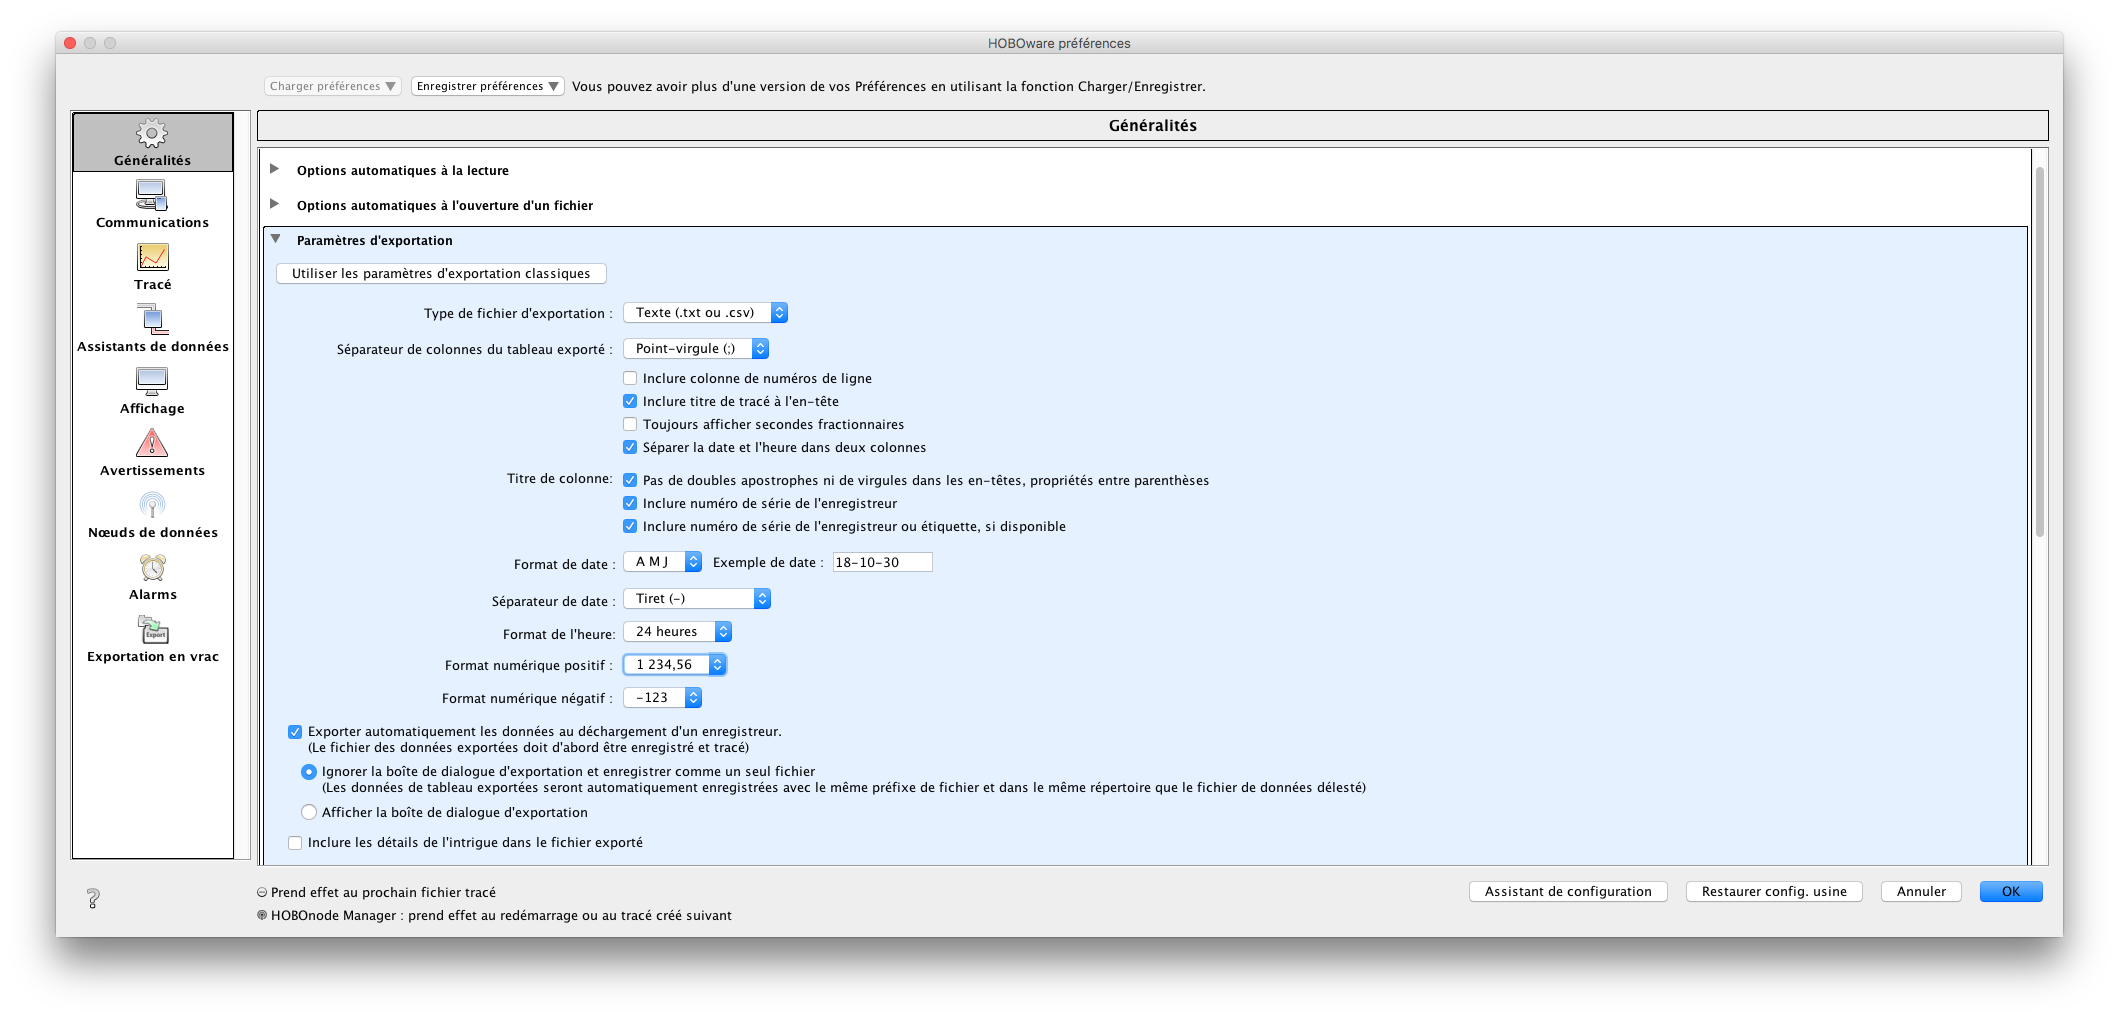 HOBOware préférences
Charger préférences ▼ Enregistrer préférences ▼ Vous pouvez avoir plus d'une version de vos Préférences en utilisant la fonction Charger/Enregistrer.
Généralités
Communications
Tracé
Assistants de données
Affichage
Avertissements
Nœuds de données
Alarms
Export
Exportation en vrac
Généralités
Options automatiques à la lecture
Options automatiques à l'ouverture d'un fichier
Paramètres d'exportation
Utiliser les paramètres d'exportation classiques
Type de fichier d'exportation : Texte (.txt ou .csv)
Séparateur de colonnes du tableau exporté : Point-virgule (;)
Inclure colonne de numéros de ligne
Inclure titre de tracé à l'en-tête
Toujours afficher secondes fractionnaires
Séparer la date et l'heure dans deux colonnes
Titre de colonne: Pas de doubles apostrophes ni de virgules dans les en-têtes, propriétés entre parenthèses
Inclure numéro de série de l'enregistreur
Inclure numéro de série de l'enregistreur ou étiquette, si disponible
Format de date : A M J Exemple de date : 18-10-30
Séparateur de date : Tiret (-)
Format de l'heure: 24 heures
Format numérique positif : 1 234,56
Format numérique négatif : -123
Exporter automatiquement les données au déchargement d'un enregistreur.
(Le fichier des données exportées doit d'abord être enregistré et tracé)
Ignorer la boîte de dialogue d'exportation et enregistrer comme un seul fichier
(Les données de tableau exportées seront automatiquement enregistrées avec le même préfixe de fichier et dans le même répertoire que le fichier de données délesté)
Afficher la boîte de dialogue d'exportation
Inclure les détails de l'intrigue dans le fichier exporté
Prend effet au prochain fichier tracé
HOBOnode Manager : prend effet au redémarrage ou au tracé créé suivant
Assistant de configuration Restaurer config. usine Annuler OK